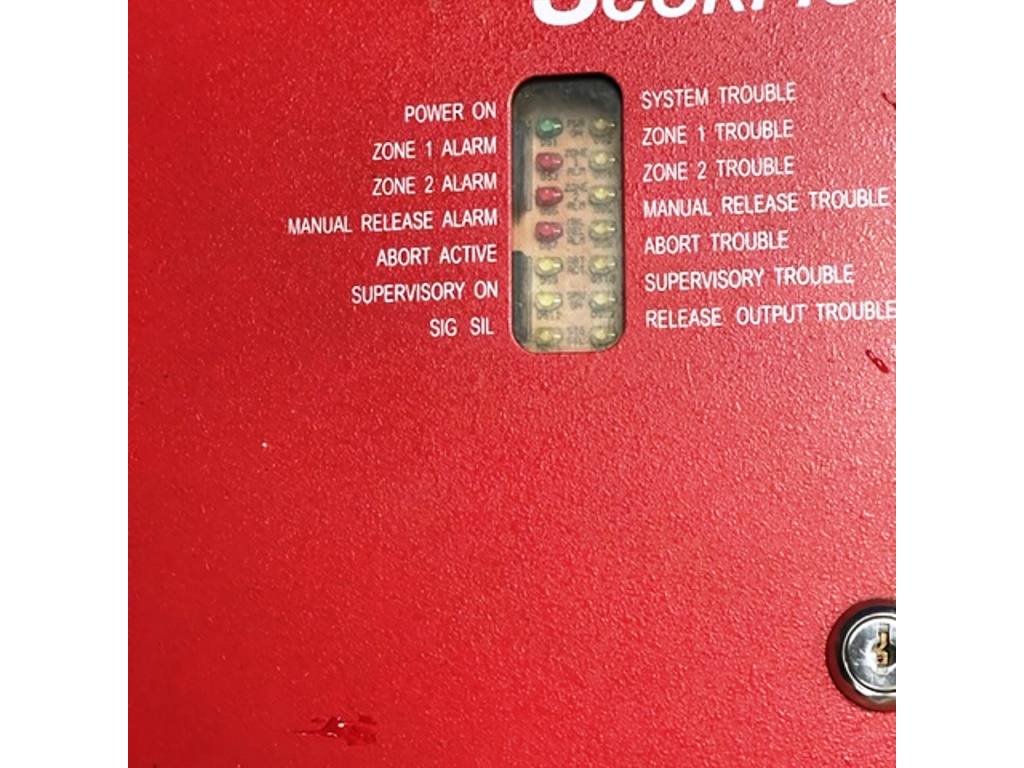 POWER ON
ZONE 1 ALARM
ZONE 2 ALARM
MANUAL RELEASE ALARM
ABORT ACTIVE
SUPERVISORY ON
SIG SIL
SYSTEM TROUBLE
ZONE 1 TROUBLE
ZONE 2 TROUBLE
MANUAL RELEASE TROUBLE
ABORT TROUBLE
SUPERVISORY TROUBLE
RELEASE OUTPUT TROUBLE